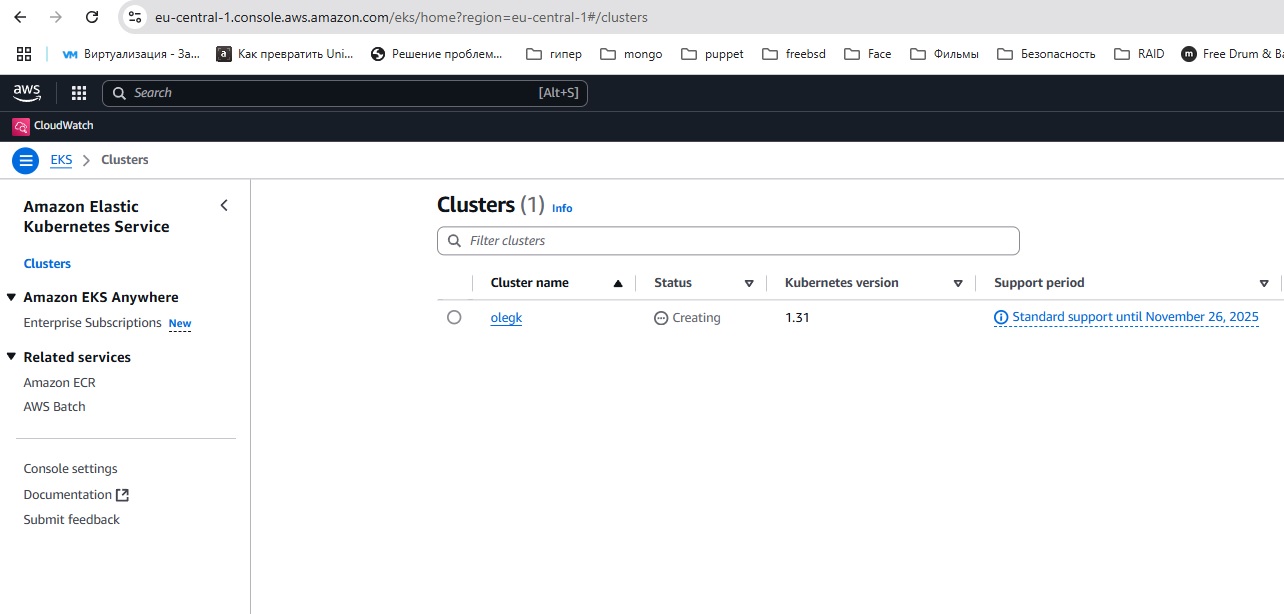 eu-central-1.console.aws.amazon.com/eks/home?region=eu-central-1#/clusters
vm Виртуализация - За... a Как превратить Uni... Решение проблем... гипер mongo puppet freebsd Face Фильмы Безопасность RAID m Free Drum & Ba
aws Search [Alt+S]
CloudWatch
EKS Clusters
Amazon Elastic
Kubernetes Service
Clusters
Amazon EKS Anywhere
Enterprise Subscriptions New
Related services
Amazon ECR
AWS Batch
Console settings
Documentation
Submit feedback
Clusters (1) Info
Filter clusters
Cluster name Status Kubernetes version Support period
olegk Creating 1.31 Standard support until November 26, 2025